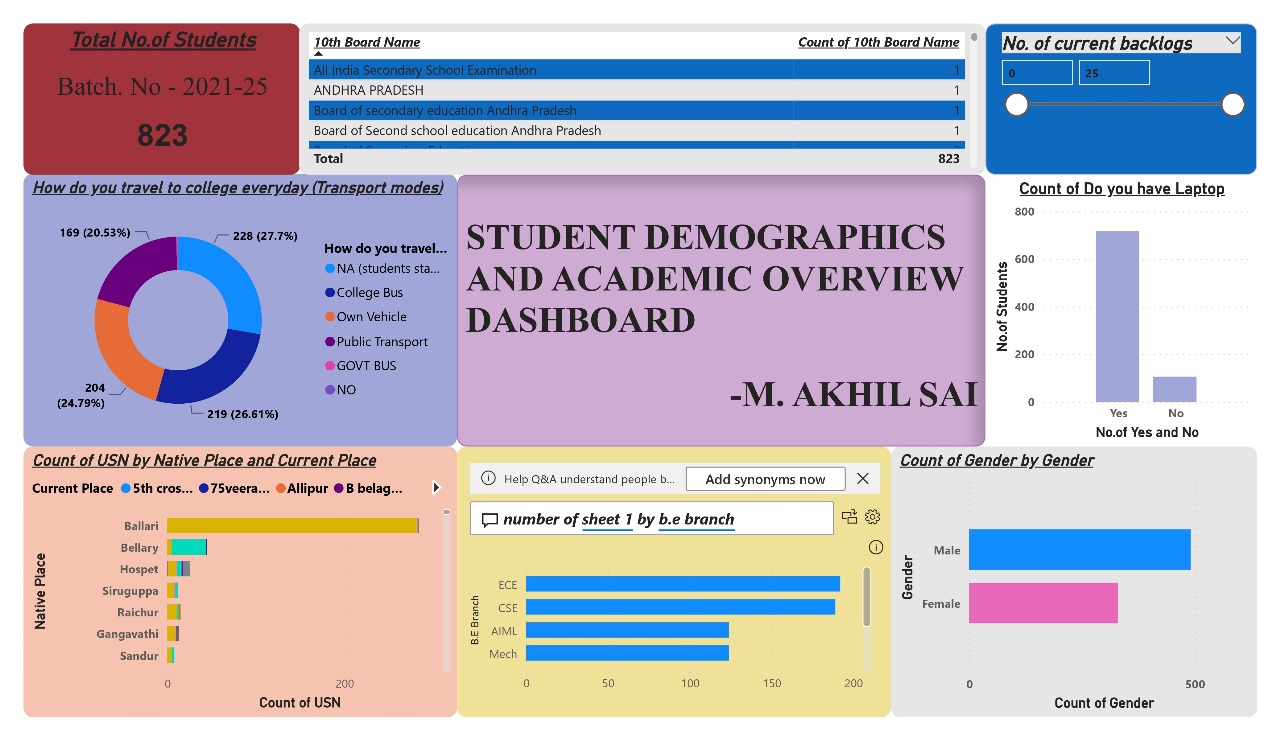 Total No.of Students
Batch. No - 2021-25
823
10th Board Name Count of 10th Board Name
All India Secondary School Examination 1
ANDHRA PRADESH 1
Board of secondary education Andhra Pradesh 1
Board of Second school education Andhra Pradesh 1
Total 823
No. of current backlogs
0 25
How do you travel to college everyday (Transport modes)
169 (20.53%)
228 (27.7%)
204
(24.79%)
219 (26.61%)
How do you travel...
NA (students sta...
College Bus
Own Vehicle
Public Transport
GOVT BUS
NO
STUDENT DEMOGRAPHICS
AND ACADEMIC OVERVIEW
DASHBOARD
-M. AKHIL SAI
Count of Do you have Laptop
No.of Students
800
600
400
200
0
Yes No
No.of Yes and No
Count of USN by Native Place and Current Place
Current Place 5th cros... 75veera... Allipur B belag...
Native Place
Ballari
Bellary
Hospet
Siruguppa
Raichur
Gangavathi
Sandur
0 200
Count of USN
Help Q&A understand people b... Add synonyms now
number of sheet 1 by b.e branch
B.E Branch
ECE
CSE
AIML
Mech
0 50 100 150 200
Count of Gender by Gender
Gender
Male
Female
0 500
Count of Gender